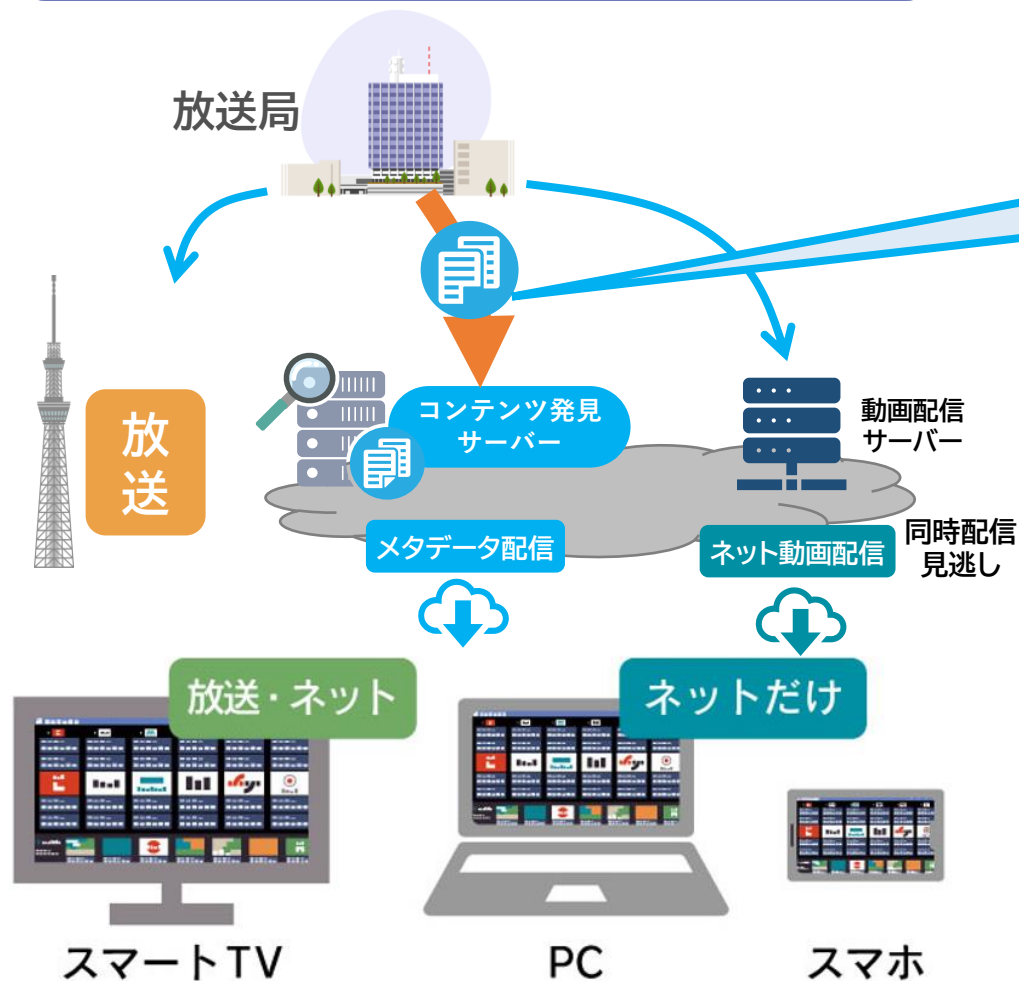 放送局
放
送
コンテンツ発見
サーバー
動画配信
サーバー
メタデータ配信
ネット動画配信
同時配信
見逃し
放送・ネット
ネットだけ
スマートTV
PC
スマホ